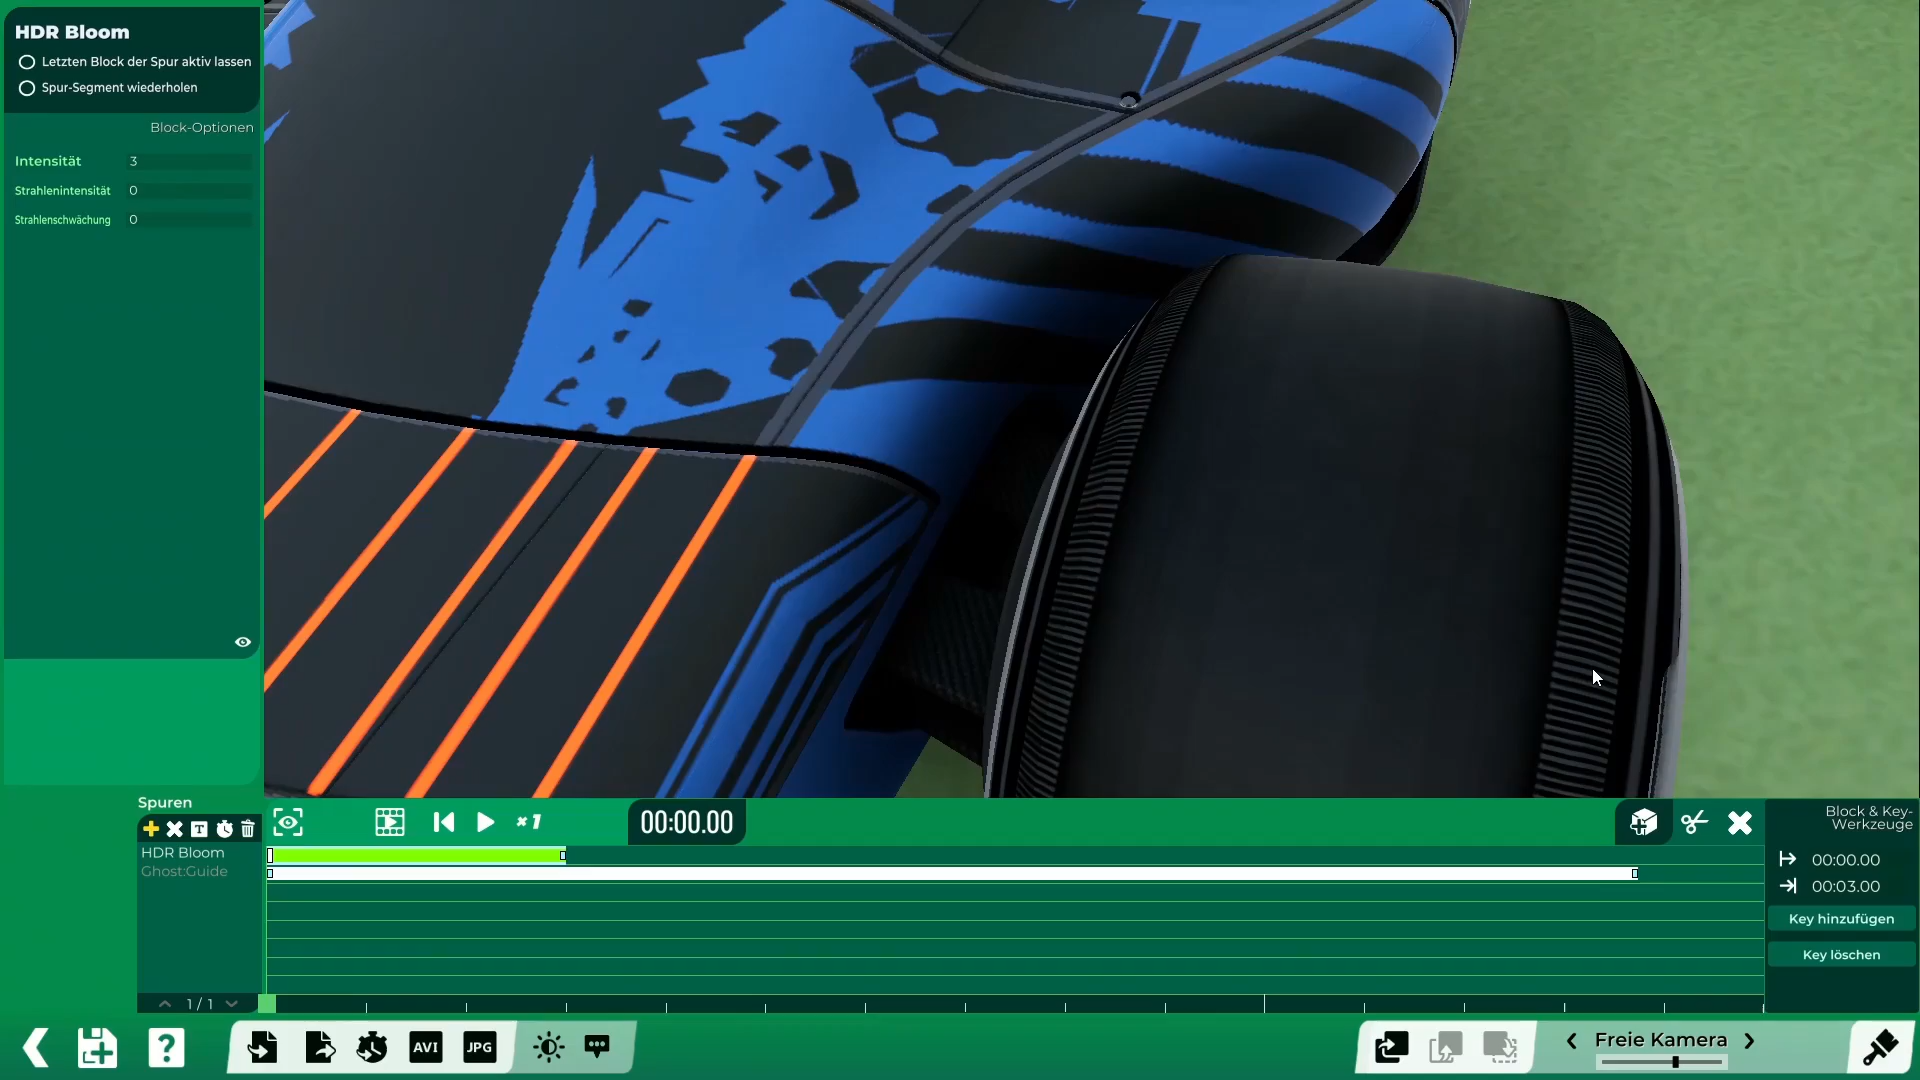 HDR Bloom
Letzten Block der Spur aktiv lassen
Spur-Segment wiederholen
Block-Optionen
Intensität 3
Strahlenintensität 0
Strahlenschwächung 0
Spuren
T
HDR Bloom
Ghost:Guide
1 / 1
×1
00:00.00
Block & Key-
Werkzeuge
00:00.00
00:03.00
Key hinzufügen
Key löschen
?
AVI
JPG
Freie Kamera